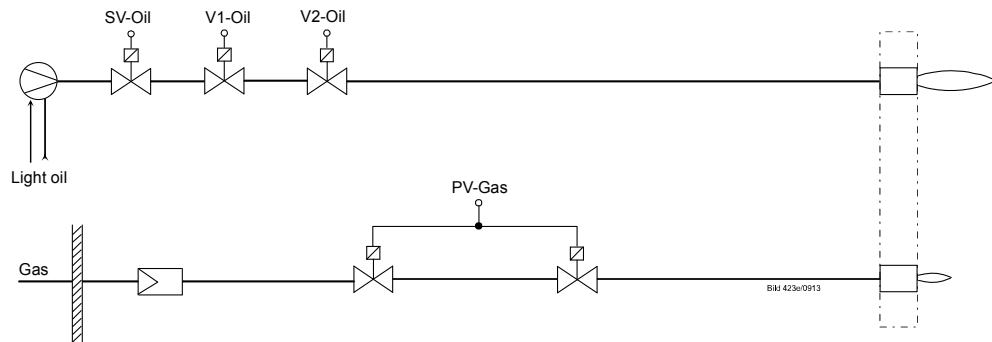 SV-Oil V1-Oil V2-Oil
Light oil
PV-Gas
Gas
Bild 423e/0913